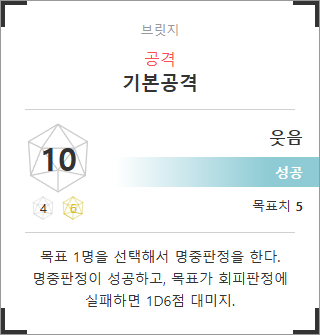 브릿지
공격
기본공격
10
웃음
성공
4 6
목표치 5
목표 1명을 선택해서 명중판정을 한다.
명중판정이 성공하고, 목표가 회피판정에
실패하면 1D6점 대미지.